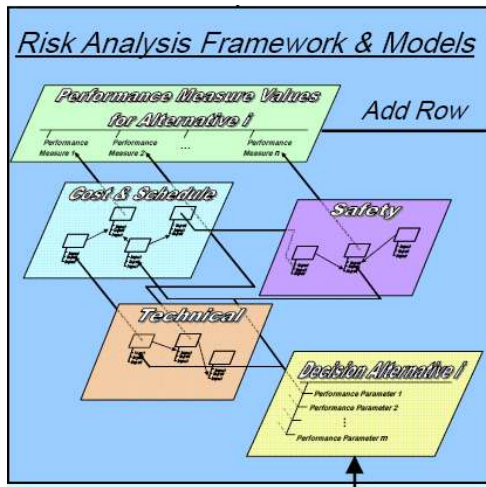 Risk Analysis Framework & Models
Performance Measure Values
for Alternative i
Performance Performance ... Performance
Measure 1 Measure 2 Measure n
Add Row
Cost & Schedule
Safety
Technical
Decision Alternative i
Performance Parameter 1
Performance Parameter 2
⋮
Performance Parameter m